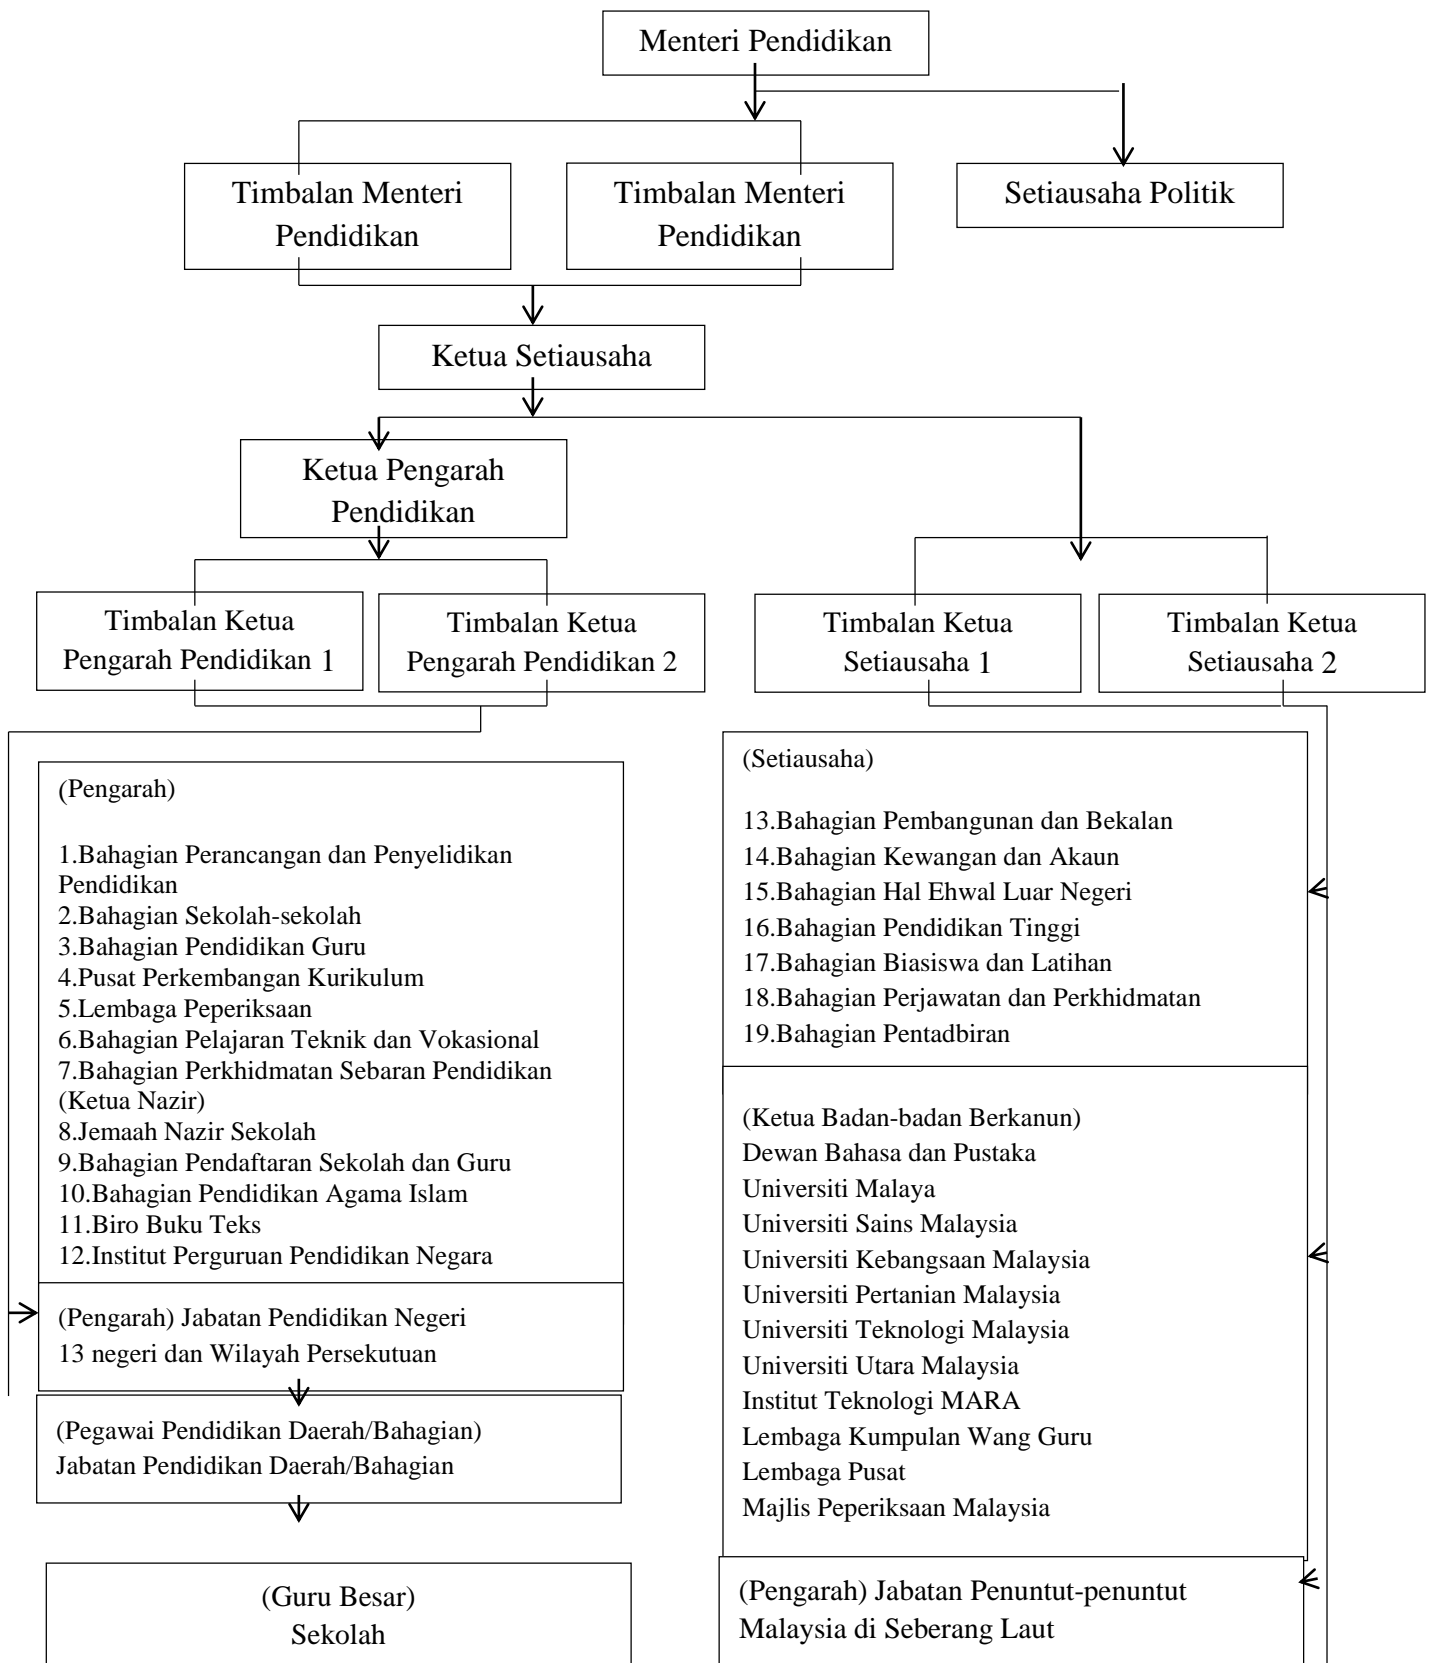 Menteri Pendidikan
Timbalan Menteri
Pendidikan
Timbalan Menteri
Pendidikan
Setiausaha Politik
Ketua Setiausaha
Ketua Pengarah
Pendidikan
Timbalan Ketua
Pengarah Pendidikan 1
Timbalan Ketua
Pengarah Pendidikan 2
Timbalan Ketua
Setiausaha 1
Timbalan Ketua
Setiausaha 2
(Pengarah)
1.Bahagian Perancangan dan Penyelidikan
Pendidikan
2.Bahagian Sekolah-sekolah
3.Bahagian Pendidikan Guru
4.Pusat Perkembangan Kurikulum
5.Lembaga Peperiksaan
6.Bahagian Pelajaran Teknik dan Vokasional
7.Bahagian Perkhidmatan Sebaran Pendidikan
(Ketua Nazir)
8.Jemaah Nazir Sekolah
9.Bahagian Pendaftaran Sekolah dan Guru
10.Bahagian Pendidikan Agama Islam
11.Biro Buku Teks
12.Institut Perguruan Pendidikan Negara
(Pengarah) Jabatan Pendidikan Negeri
13 negeri dan Wilayah Persekutuan
(Pegawai Pendidikan Daerah/Bahagian)
Jabatan Pendidikan Daerah/Bahagian
(Guru Besar)
Sekolah
(Setiausaha)
13.Bahagian Pembangunan dan Bekalan
14.Bahagian Kewangan dan Akaun
15.Bahagian Hal Ehwal Luar Negeri
16.Bahagian Pendidikan Tinggi
17.Bahagian Biasiswa dan Latihan
18.Bahagian Perjawatan dan Perkhidmatan
19.Bahagian Pentadbiran
(Ketua Badan-badan Berkanun)
Dewan Bahasa dan Pustaka
Universiti Malaya
Universiti Sains Malaysia
Universiti Kebangsaan Malaysia
Universiti Pertanian Malaysia
Universiti Teknologi Malaysia
Universiti Utara Malaysia
Institut Teknologi MARA
Lembaga Kumpulan Wang Guru
Lembaga Pusat
Majlis Peperiksaan Malaysia
(Pengarah) Jabatan Penuntut-penuntut
Malaysia di Seberang Laut